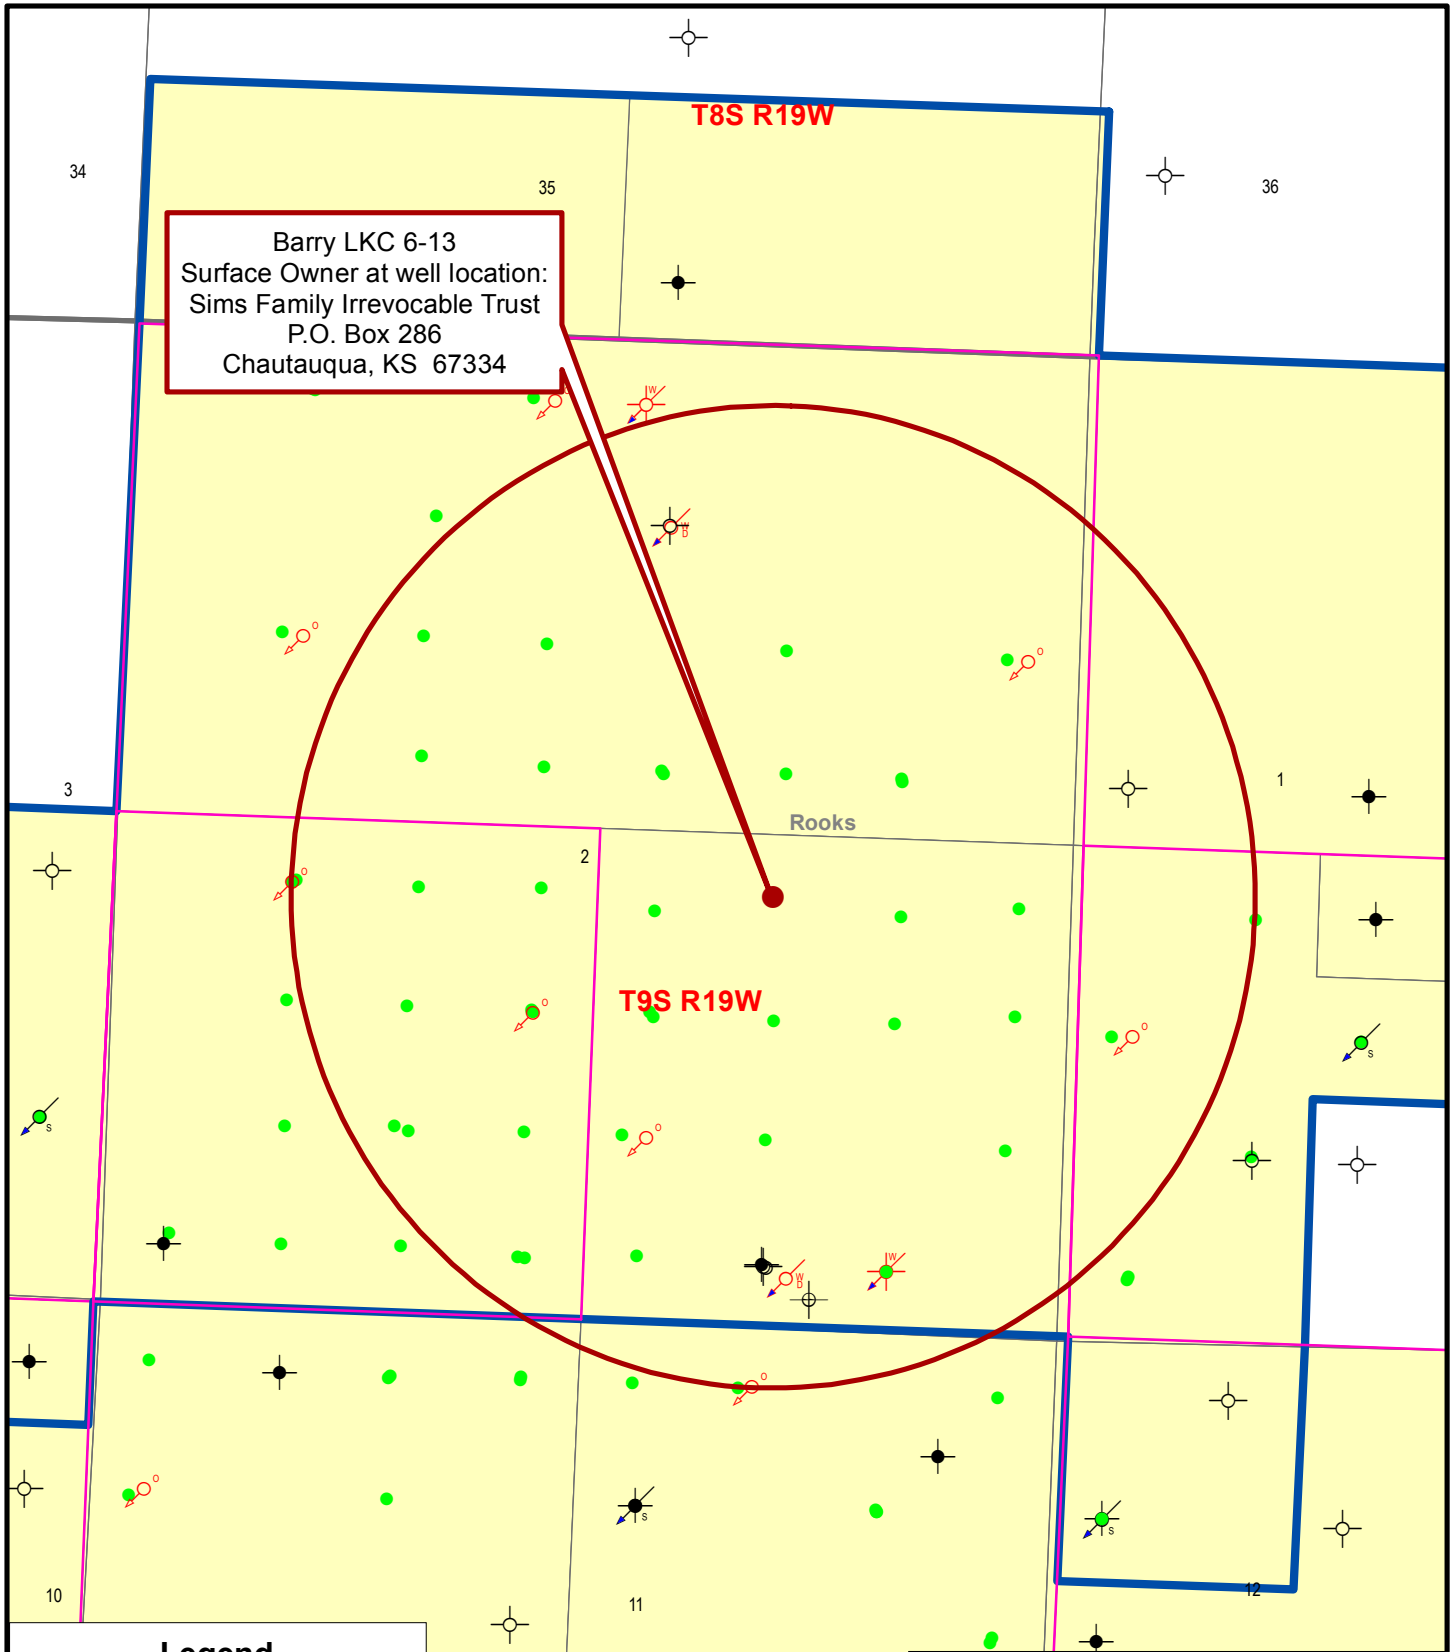 T8S R19W
34
35
36
Barry LKC 6-13
Surface Owner at well location:
Sims Family Irrevocable Trust
P.O. Box 286
Chautauqua, KS  67334
W
O
W
D
O
O
3
1
Rooks
2
O
T9S R19W
O
O
S
S
O
W
D
W
O
O
S
S
10
11
12